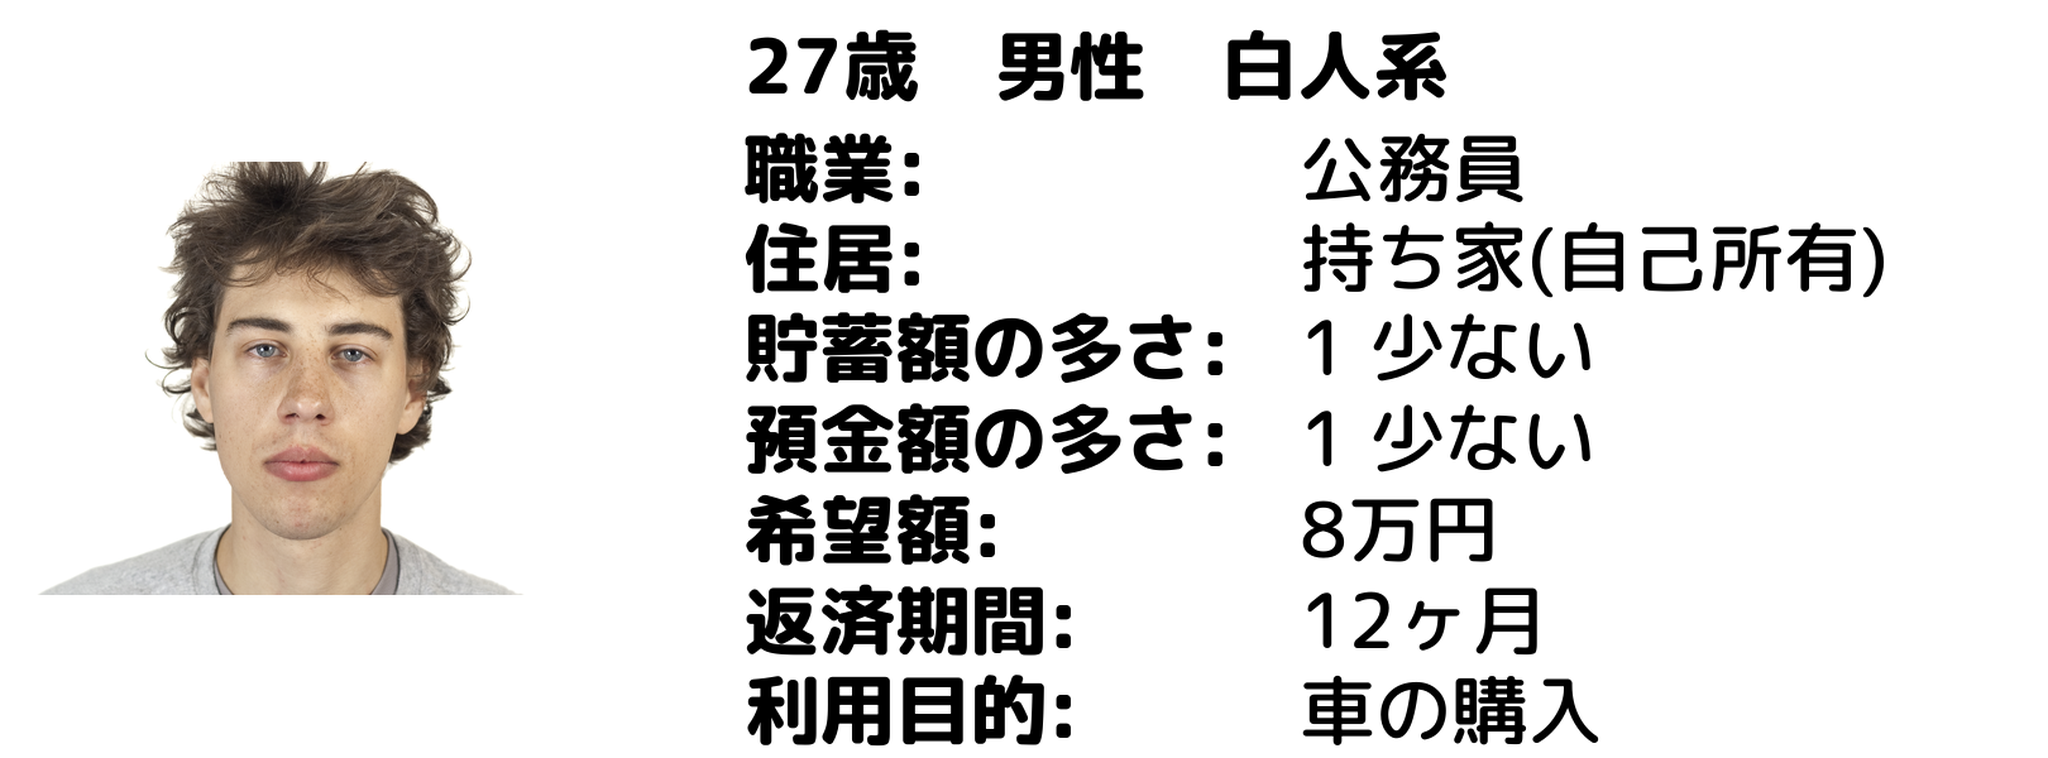 27歳　男性　白人系
職業: 公務員
住居: 持ち家(自己所有)
貯蓄額の多さ: 1 少ない
預金額の多さ: 1 少ない
希望額: 8万円
返済期間: 12ヶ月
利用目的: 車の購入